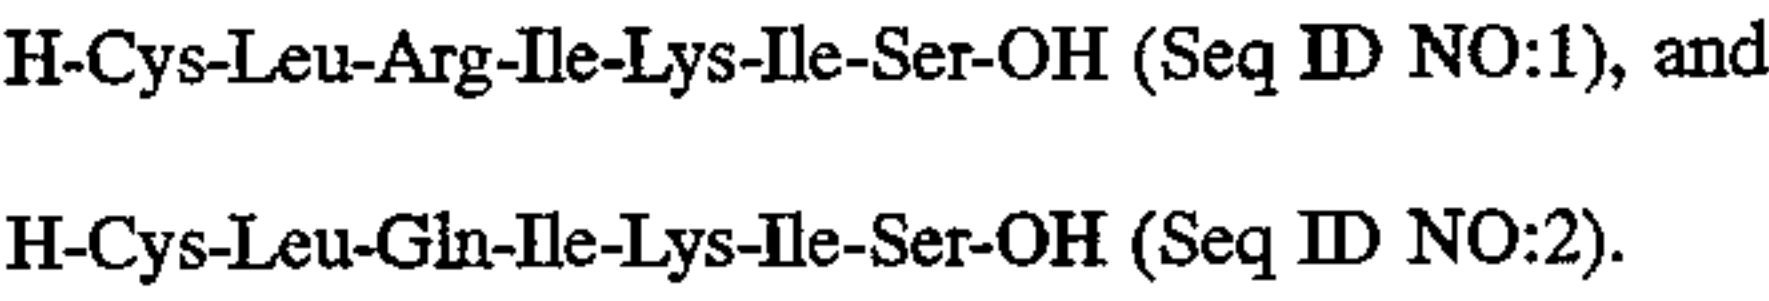 H-Cys-Leu-Arg-Ile-Lys-Ile-Ser-OH (Seq ID NO:1), and
H-Cys-Leu-Gln-Ile-Lys-Ile-Ser-OH (Seq ID NO:2).